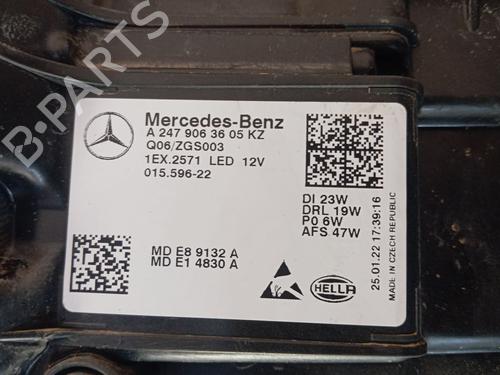 B-PARTS
Mercedes-Benz
A 247 906 36 05 KZ
Q06/ZGS003
1EX.2571 LED 12V
015.596-22
DI 23W
DRL 19W
PO 6W
AFS 47W
MD E8 9132 A
MD E1 4830 A
HELLA
25.01.22 17:39:16
MADE IN CZECH REPUBLIC